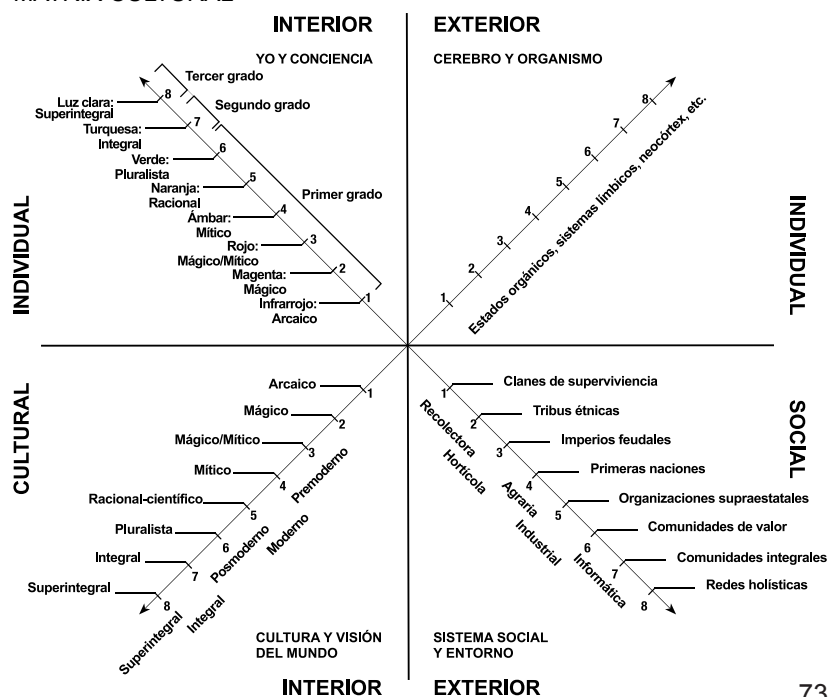 INTERIOR
EXTERIOR
YO Y CONCIENCIA
CEREBRO Y ORGANISMO
Tercer grado
Segundo grado
Primer grado
Luz clara:
Superintegral
Turquesa:
Integral
Verde:
Pluralista
Naranja:
Racional
Ámbar:
Mítico
Rojo:
Mágico/Mítico
Magenta:
Mágico
Infrarrojo:
Arcaico
8
7
6
5
4
3
2
1
INDIVIDUAL
8
7
6
5
4
3
2
1
Estados orgánicos, sistemas límbicos, neocórtex, etc.
INDIVIDUAL
CULTURAL
Arcaico
Mágico
Mágico/Mítico
Mítico
Racional-científico
Pluralista
Integral
Superintegral
1
2
3
4
5
6
7
8
Premoderno
Moderno
Posmoderno
Integral
Superintegral
CULTURA Y VISIÓN
DEL MUNDO
1
2
3
4
5
6
7
8
Recolectora
Hortícola
Agraria
Industrial
Informática
Clanes de superviviencia
Tribus étnicas
Imperios feudales
Primeras naciones
Organizaciones supraestatales
Comunidades de valor
Comunidades integrales
Redes holísticas
SOCIAL
SISTEMA SOCIAL
Y ENTORNO
INTERIOR
EXTERIOR
73